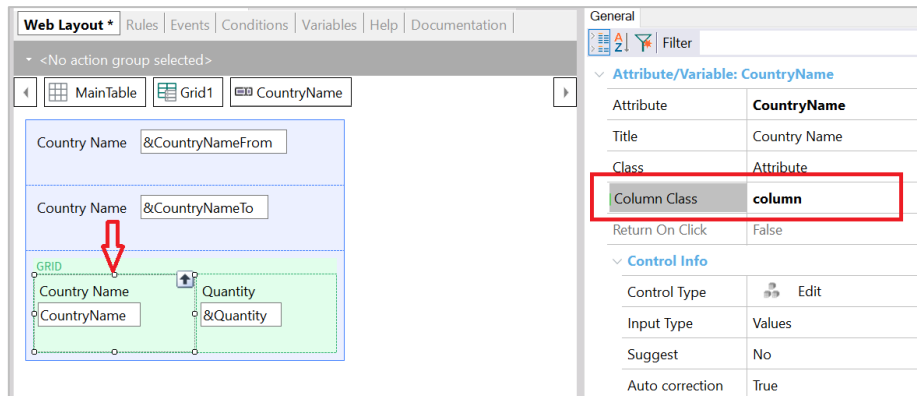 Web Layout * Rules Events Conditions Variables Help Documentation
<No action group selected>
MainTable Grid1 CountryName
Country Name &CountryNameFrom
Country Name &CountryNameTo
GRID
Country Name Quantity
CountryName &Quantity
General
Filter
Attribute/Variable: CountryName
Attribute CountryName
Title Country Name
Class Attribute
Column Class column
Return On Click False
Control Info
Control Type Edit
Input Type Values
Suggest No
Auto correction True